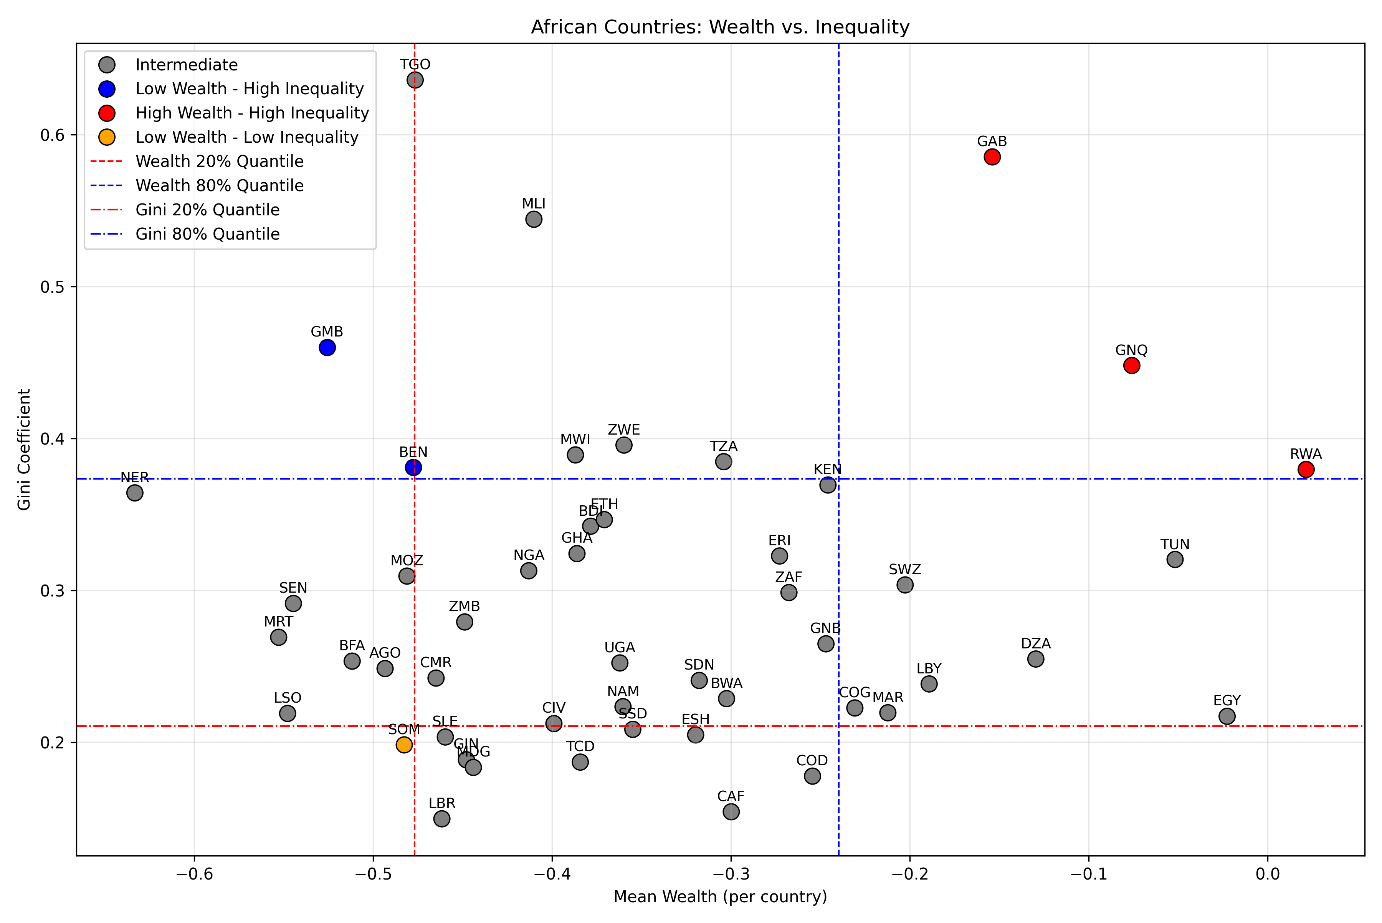 African Countries: Wealth vs. Inequality
Intermediate
Low Wealth - High Inequality
High Wealth - High Inequality
Low Wealth - Low Inequality
Wealth 20% Quantile
Wealth 80% Quantile
Gini 20% Quantile
Gini 80% Quantile
TGO
GAB
MLI
GMB
GNQ
ZWE
MWI
BEN
TZA
RWA
KEN
NER
ETH
BDI
GHA
ERI
TUN
NGA
MOZ
ZAF
SWZ
SEN
ZMB
MRT
GNB
BFA
AGO
CMR
UGA
SDN
DZA
LBY
BWA
LSO
NAM
COG
MAR
EGY
CIV
SSD
ESH
SOM
SLE
GIN
MDG
TCD
COD
LBR
CAF
0.6
0.5
0.4
0.3
0.2
Gini Coefficient
−0.6
−0.5
−0.4
−0.3
−0.2
−0.1
0.0
Mean Wealth (per country)